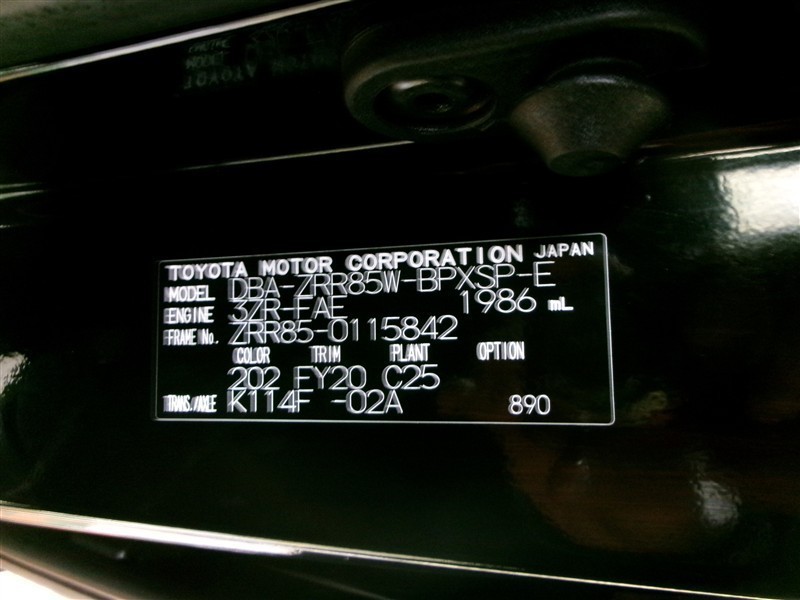 TOYOTA MOTOR CORPORATION JAPAN
MODEL DBA-ZRR85W-BPXSP-E
ENGINE 3ZR-FAE 1986 mL
FRAME No. ZRR85-0115842
COLOR TRIM PLANT OPTION
202 FY20 C25
TRANS./AXLE K114F -02A 890